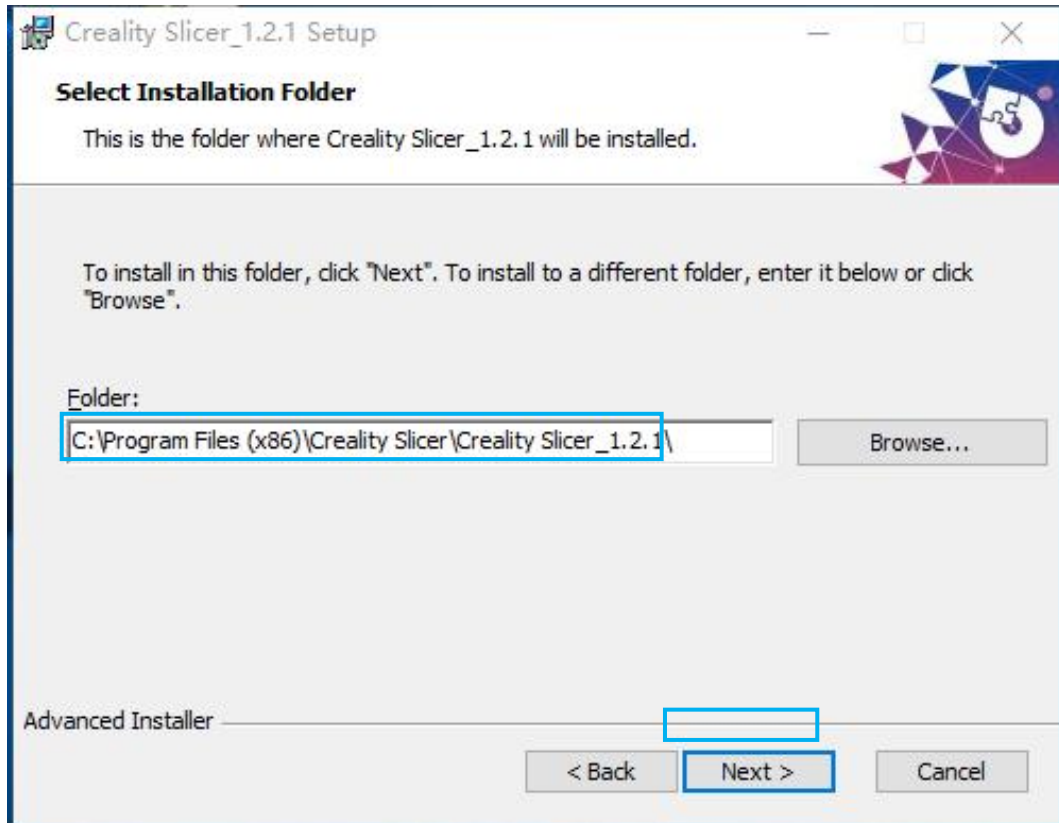 Creality Slicer_1.2.1 Setup
Select Installation Folder
This is the folder where Creality Slicer_1.2.1 will be installed.
To install in this folder, click "Next". To install to a different folder, enter it below or click
"Browse".
Folder:
C:\Program Files (x86)\Creality Slicer\Creality Slicer_1.2.1\
Browse...
Advanced Installer
< Back
Next >
Cancel